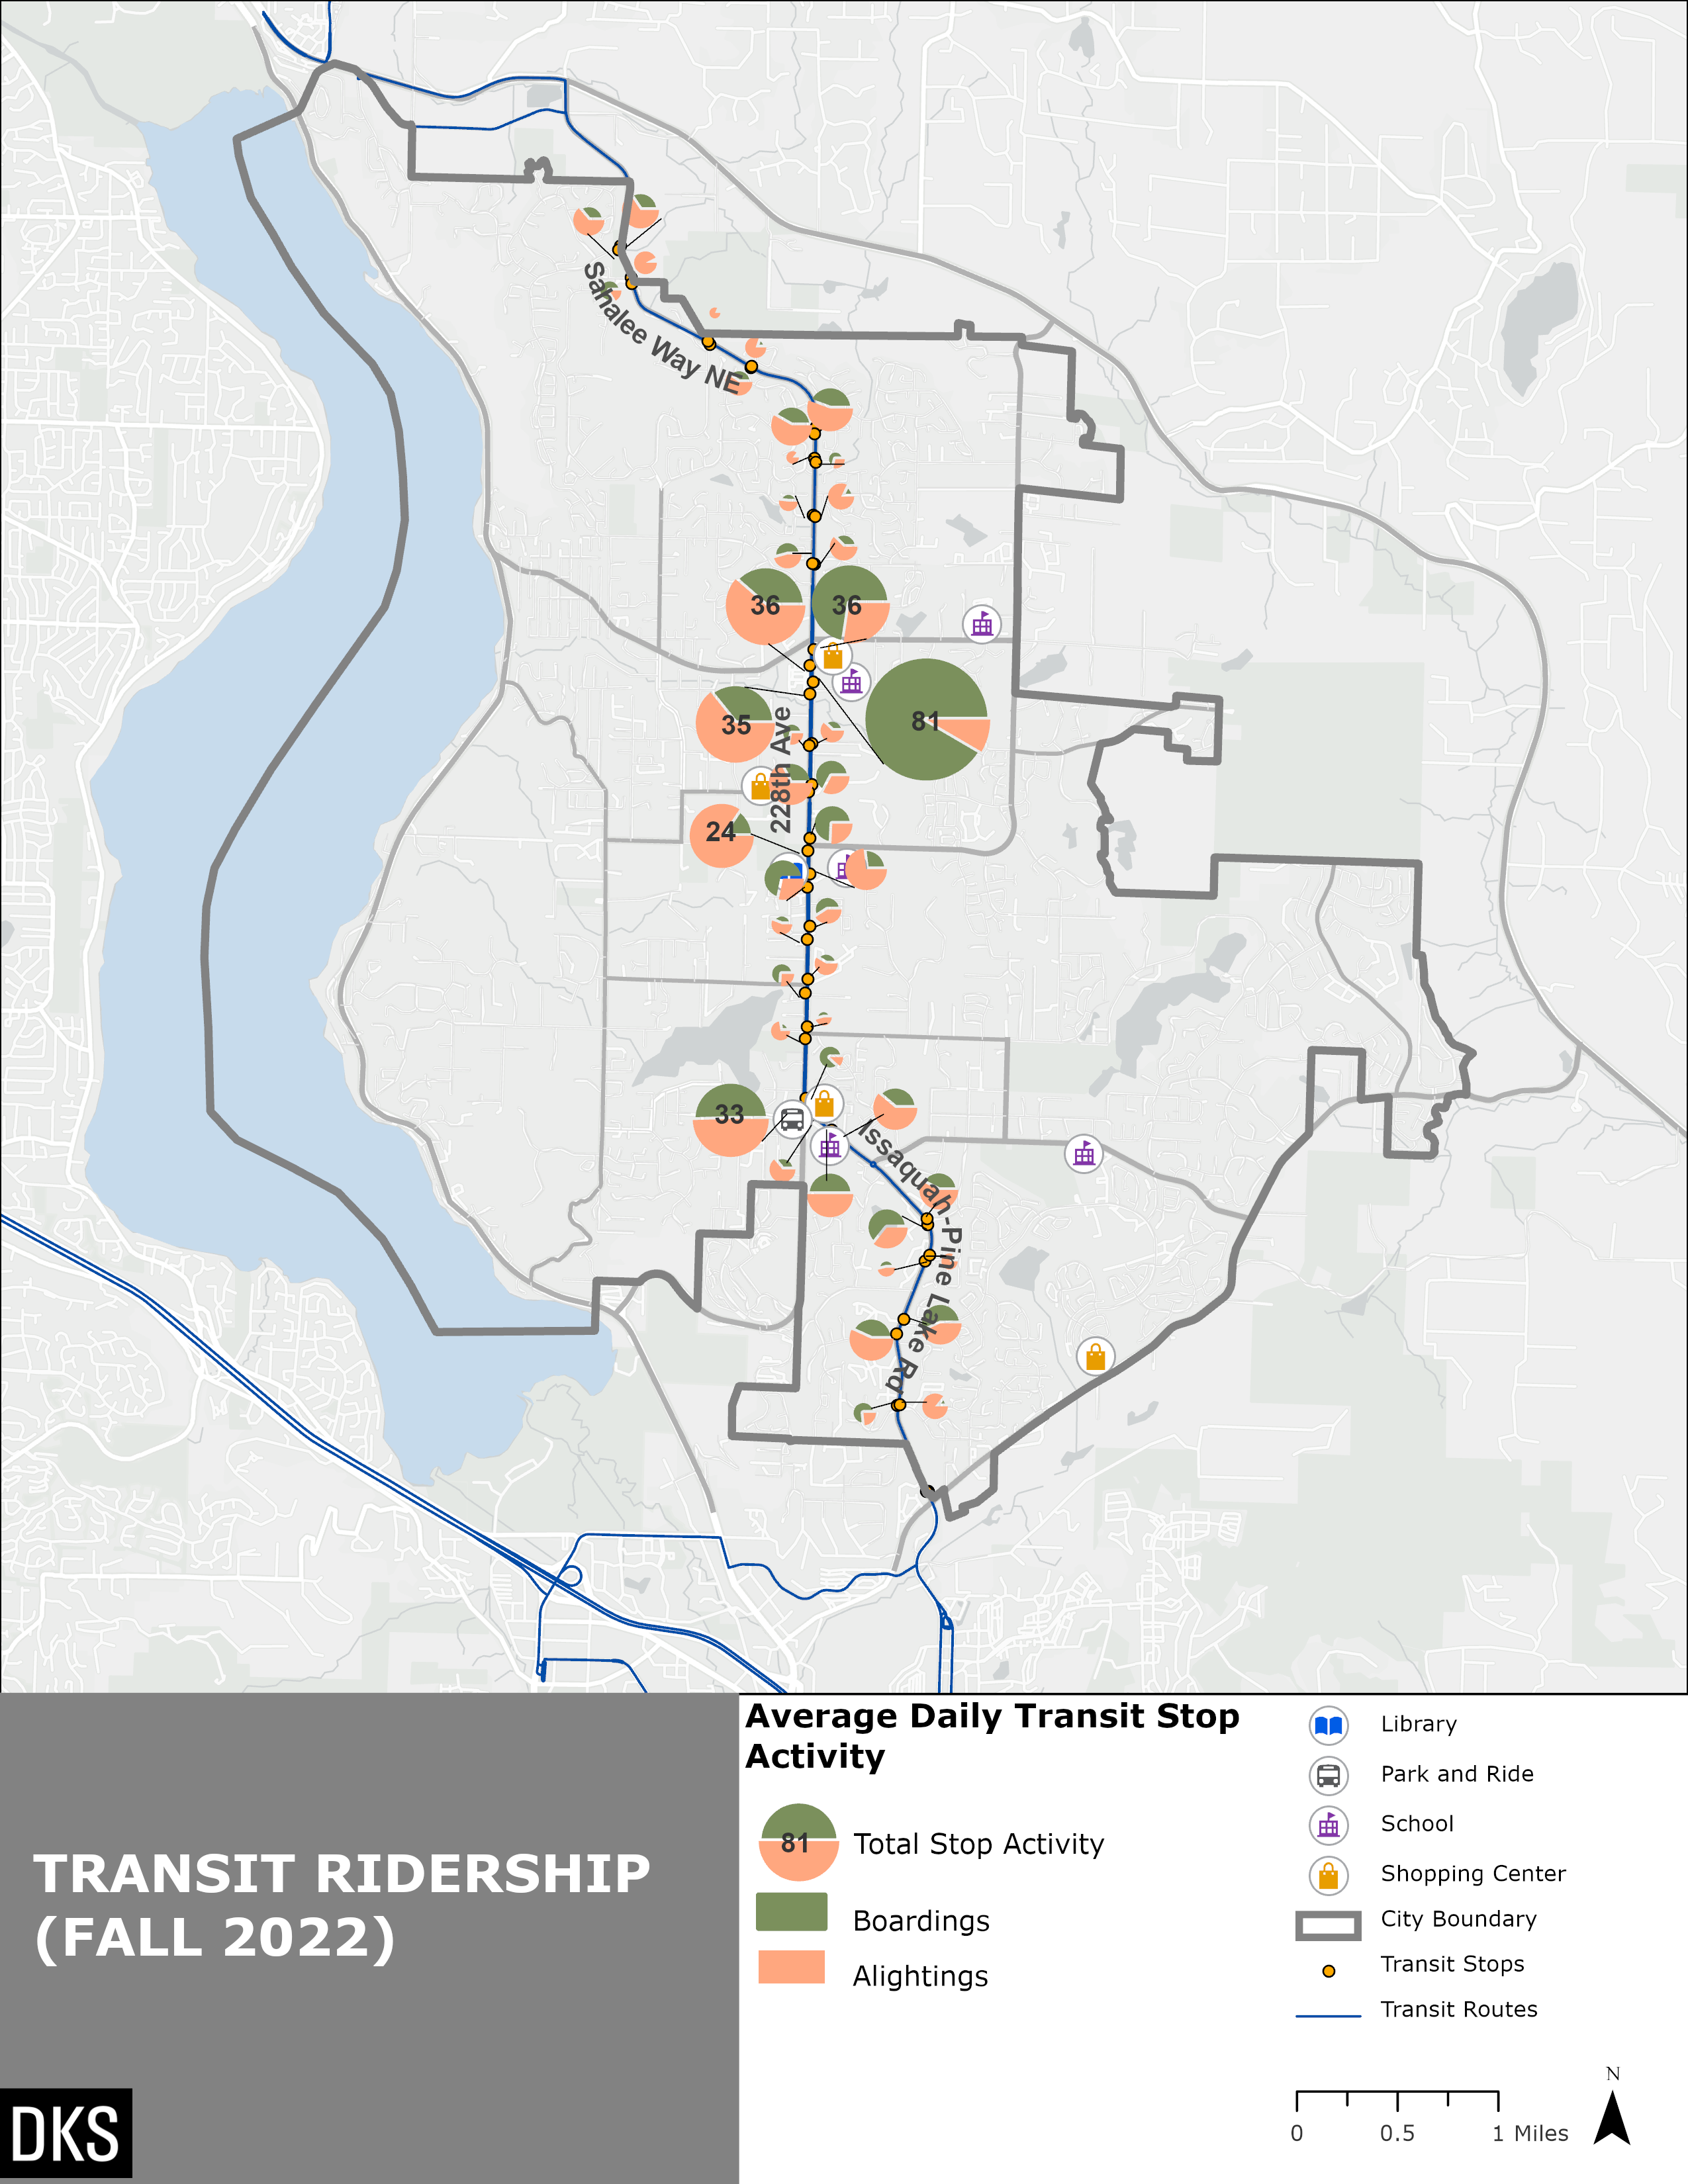 Sahalee Way NE
36
36
35
81
228th Ave
24
33
Issaquah-Pine Lake Rd
TRANSIT RIDERSHIP
(FALL 2022)
DKS
Average Daily Transit Stop
Activity
81
Total Stop Activity
Boardings
Alightings
Library
Park and Ride
School
Shopping Center
City Boundary
Transit Stops
Transit Routes
N
0 0.5 1 Miles